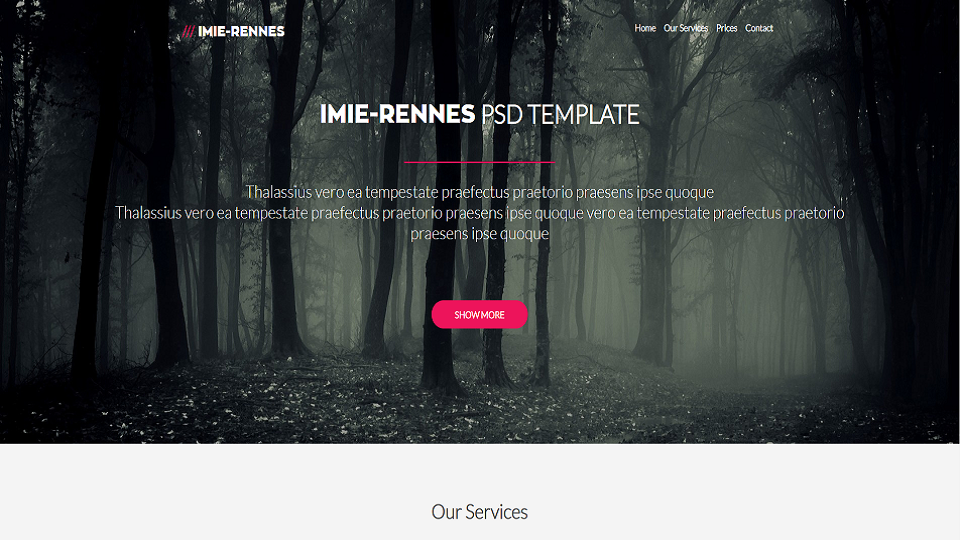 /// IMIE-RENNES
Home Our Services Prices Contact
IMIE-RENNES PSD TEMPLATE
Thalassius vero ea tempestate praefectus praetorio praesens ipse quoque
Thalassius vero ea tempestate praefectus praetorio praesens ipse quoque vero ea tempestate praefectus praetorio
praesens ipse quoque
SHOW MORE
Our Services